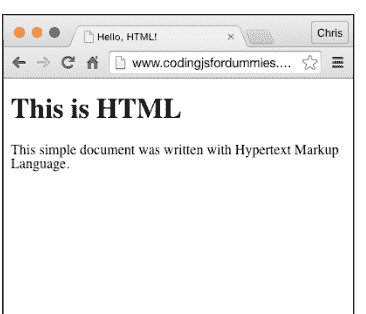 Hello, HTML!
Chris
www.codingjsfordummies....
This is HTML
This simple document was written with Hypertext Markup
Language.